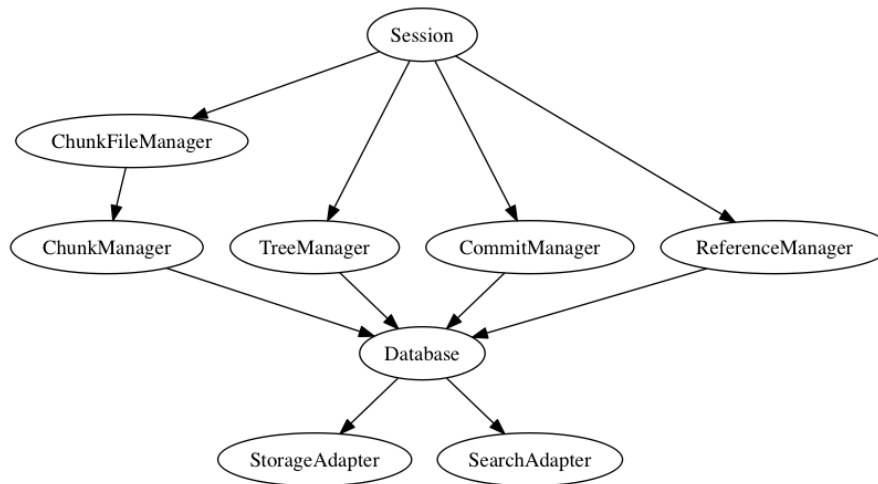 Session
ChunkFileManager
ChunkManager
TreeManager
CommitManager
ReferenceManager
Database
StorageAdapter
SearchAdapter